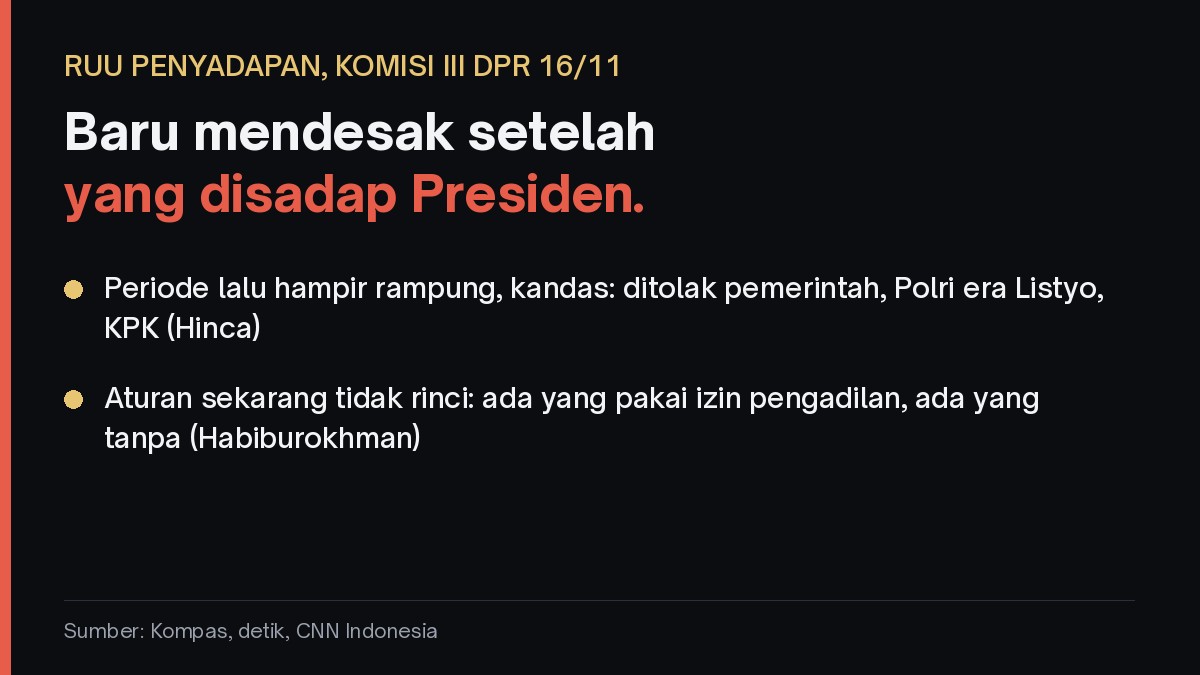 RUU PENYADAPAN, KOMISI III DPR 16/11
Baru mendesak setelah
yang disadap Presiden.
Periode lalu hampir rampung, kandas: ditolak pemerintah, Polri era Listyo,
KPK (Hinca)
Aturan sekarang tidak rinci: ada yang pakai izin pengadilan, ada yang
tanpa (Habiburokhman)
Sumber: Kompas, detik, CNN Indonesia